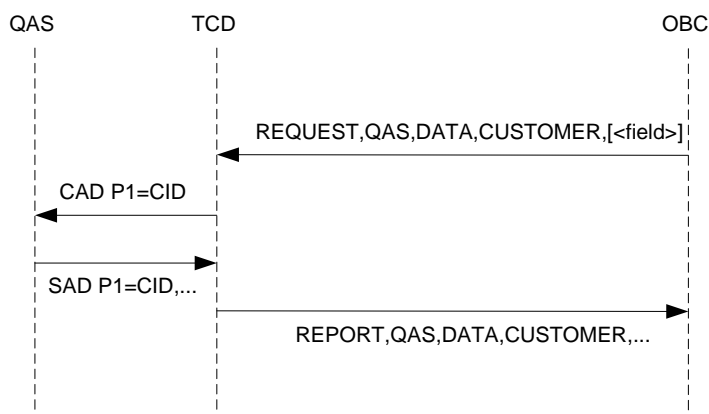 QAS TCD OBC
REQUEST,QAS,DATA,CUSTOMER,[<field>]
CAD P1=CID
SAD P1=CID,...
REPORT,QAS,DATA,CUSTOMER,...